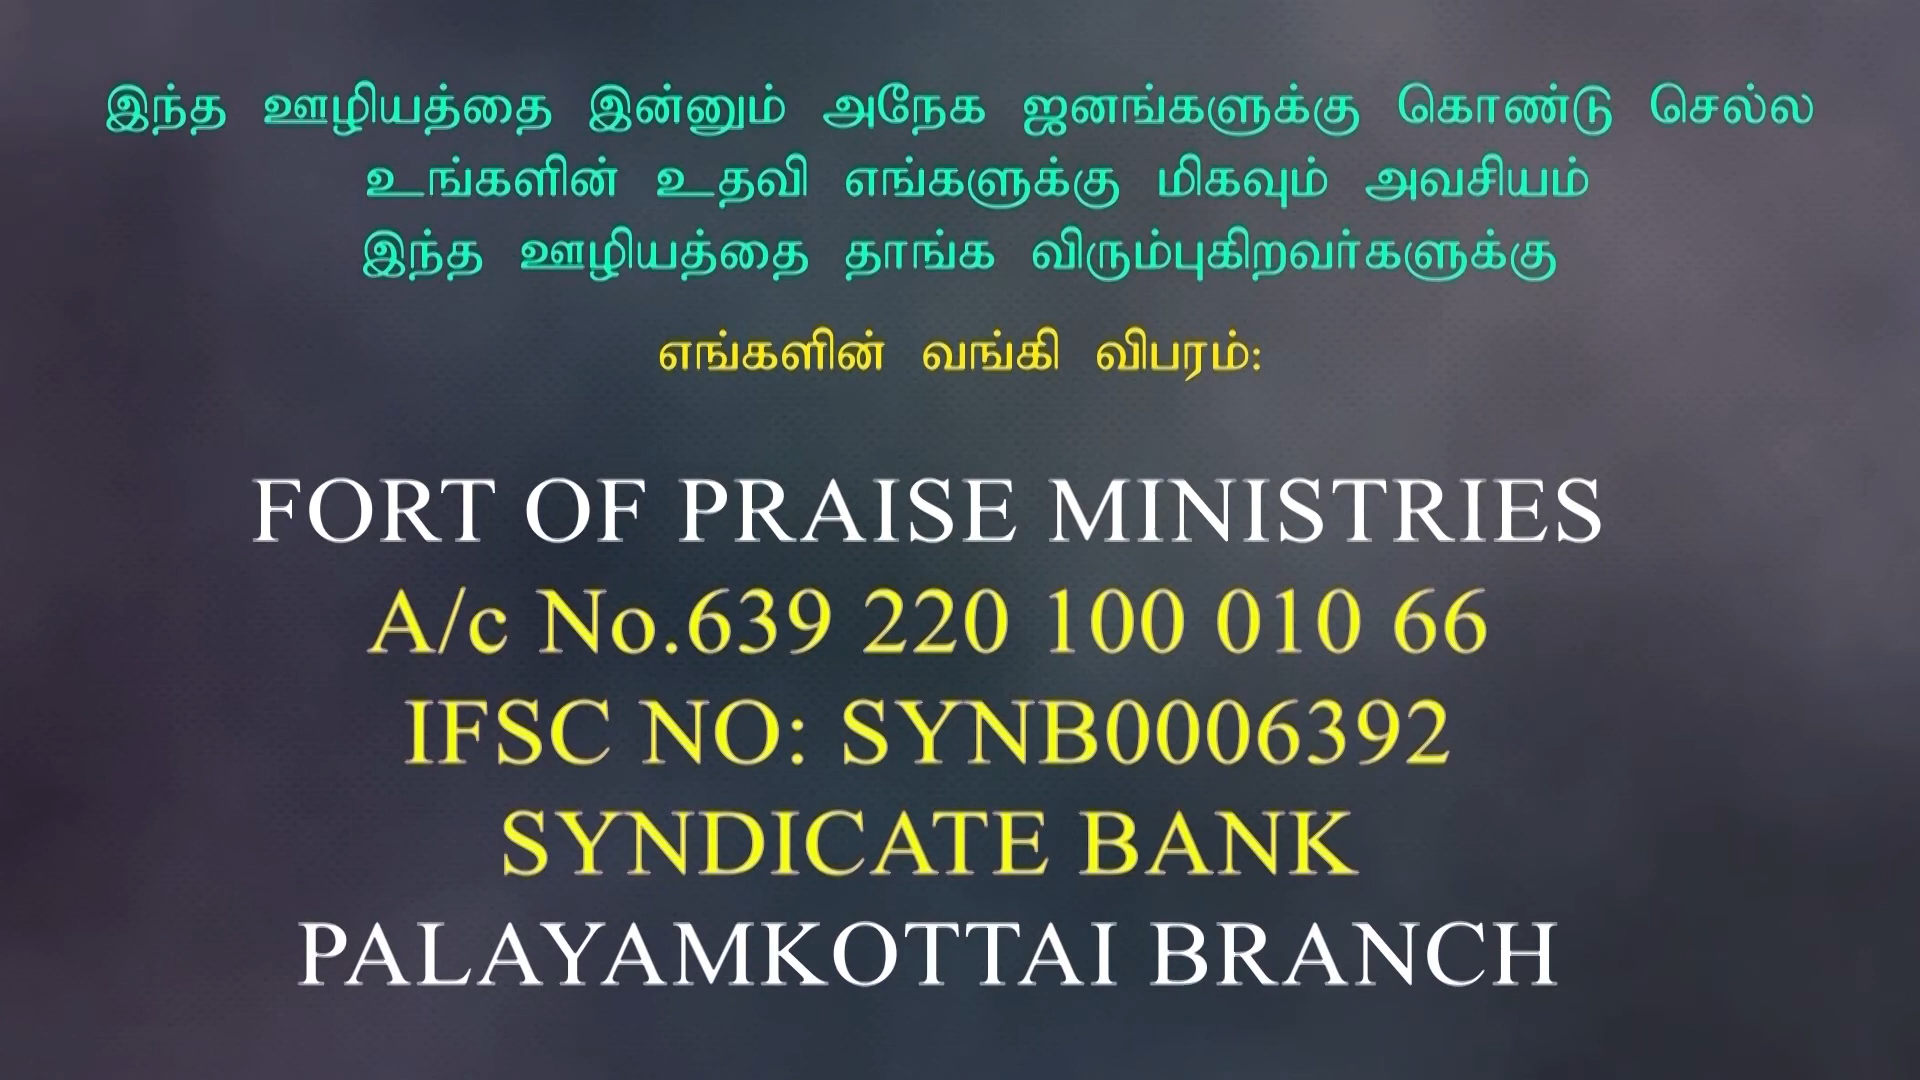 இந்த ஊழியத்தை இன்னும் அநேக ஜனங்களுக்கு கொண்டு செல்ல
உங்களின் உதவி எங்களுக்கு மிகவும் அவசியம்
இந்த ஊழியத்தை தாங்க விரும்புகிறவர்களுக்கு
எங்களின் வங்கி விபரம்:
FORT OF PRAISE MINISTRIES
A/c No.639 220 100 010 66
IFSC NO: SYNB0006392
SYNDICATE BANK
PALAYAMKOTTAI BRANCH